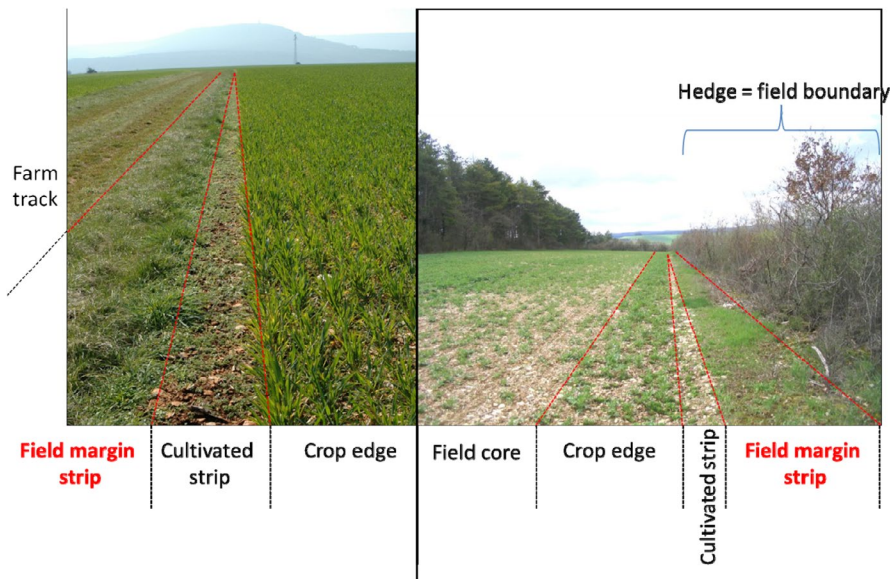 Hedge = field boundary
Farm
track
Field margin
strip
Cultivated
strip
Crop edge
Field core
Crop edge
Cultivated strip
Field margin
strip